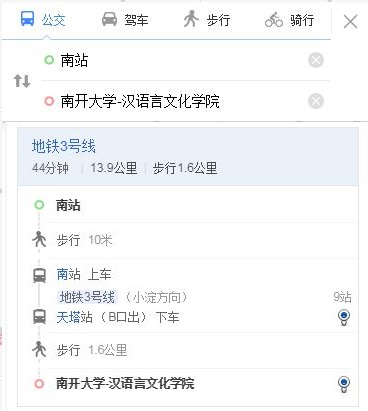 公交 驾车 步行 骑行
南站
南开大学-汉语言文化学院
地铁3号线
44分钟 | 13.9公里 | 步行1.6公里
南站
步行 10米
南站 上车
地铁3号线 (小淀方向) 9站
天塔站 (B口出) 下车
步行 1.6公里
南开大学-汉语言文化学院